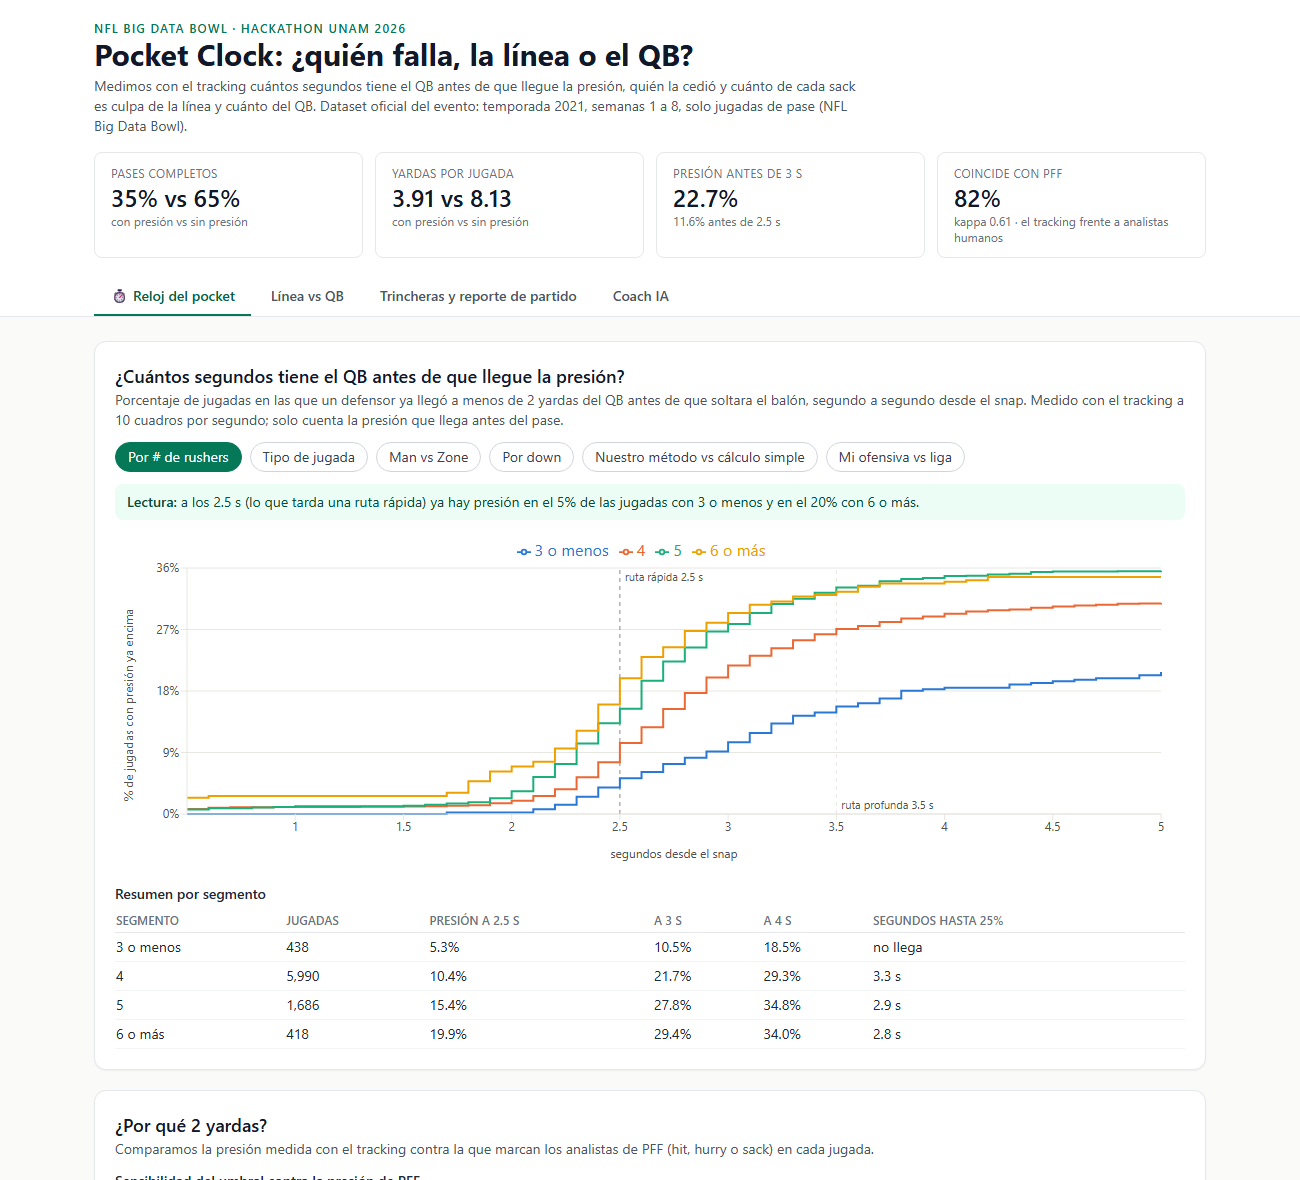 NFL BIG DATA BOWL · HACKATHON UNAM 2026
Pocket Clock: ¿quién falla, la línea o el QB?
Medimos con el tracking cuántos segundos tiene el QB antes de que llegue la presión, quién la cedió y cuánto de cada sack
es culpa de la línea y cuánto del QB. Dataset oficial del evento: temporada 2021, semanas 1 a 8, solo jugadas de pase (NFL
Big Data Bowl).
PASES COMPLETOS
35% vs 65%
con presión vs sin presión
YARDAS POR JUGADA
3.91 vs 8.13
con presión vs sin presión
PRESIÓN ANTES DE 3 S
22.7%
11.6% antes de 2.5 s
COINCIDE CON PFF
82%
kappa 0.61 · el tracking frente a analistas
humanos
Reloj del pocket
Línea vs QB
Trincheras y reporte de partido
Coach IA
¿Cuántos segundos tiene el QB antes de que llegue la presión?
Porcentaje de jugadas en las que un defensor ya llegó a menos de 2 yardas del QB antes de que soltara el balón, segundo a segundo desde el snap. Medido con el tracking a
10 cuadros por segundo; solo cuenta la presión que llega antes del pase.
Por # de rushers
Tipo de jugada
Man vs Zone
Por down
Nuestro método vs cálculo simple
Mi ofensiva vs liga
Lectura: a los 2.5 s (lo que tarda una ruta rápida) ya hay presión en el 5% de las jugadas con 3 o menos y en el 20% con 6 o más.
3 o menos 4 5 6 o más
36%
27%
18%
9%
0%
% de jugadas con presión ya encima
ruta rápida 2.5 s
ruta profunda 3.5 s
1 1.5 2 2.5 3 3.5 4 4.5 5
segundos desde el snap
Resumen por segmento
SEGMENTO JUGADAS PRESIÓN A 2.5 S A 3 S A 4 S SEGUNDOS HASTA 25%
3 o menos 438 5.3% 10.5% 18.5% no llega
4 5,990 10.4% 21.7% 29.3% 3.3 s
5 1,686 15.4% 27.8% 34.8% 2.9 s
6 o más 418 19.9% 29.4% 34.0% 2.8 s
¿Por qué 2 yardas?
Comparamos la presión medida con el tracking contra la que marcan los analistas de PFF (hit, hurry o sack) en cada jugada.
Sensibilidad del umbral contra la presión de PFF